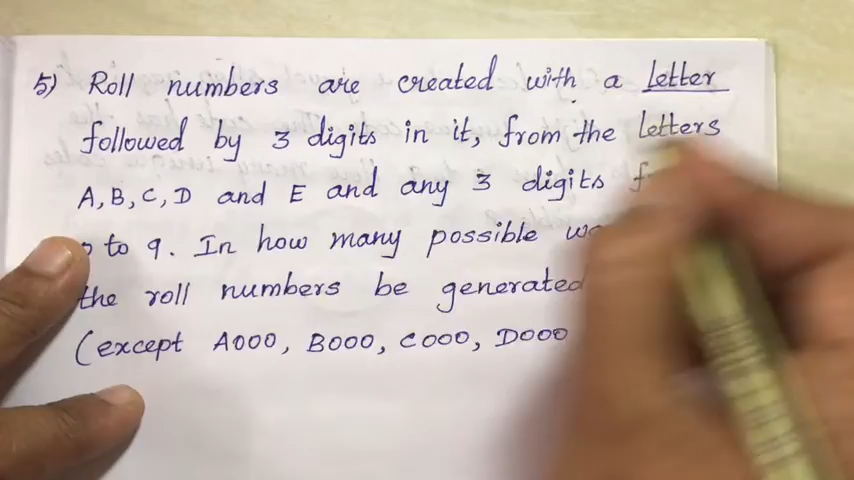 5) Roll numbers are created with a letter
followed by 3 digits in it, from the letters
A, B, C, D and E and any 3 digits
to 9. In how many possible
the roll numbers be generated
(except A000, B000, C000, D000